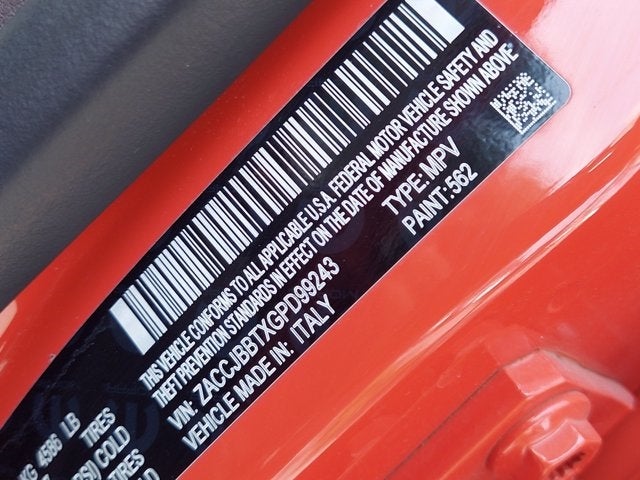 THIS VEHICLE CONFORMS TO ALL APPLICABLE U.S.A. FEDERAL MOTOR VEHICLE SAFETY AND
THEFT PREVENTION STANDARDS IN EFFECT ON THE DATE OF MANUFACTURE SHOWN ABOVE
VIN: ZACCJBBTXGPD99243
TYPE: MPV
VEHICLE MADE IN: ITALY
PAINT: 562
KG 4586 LB
TIRES
COLD
TIRES
COLD